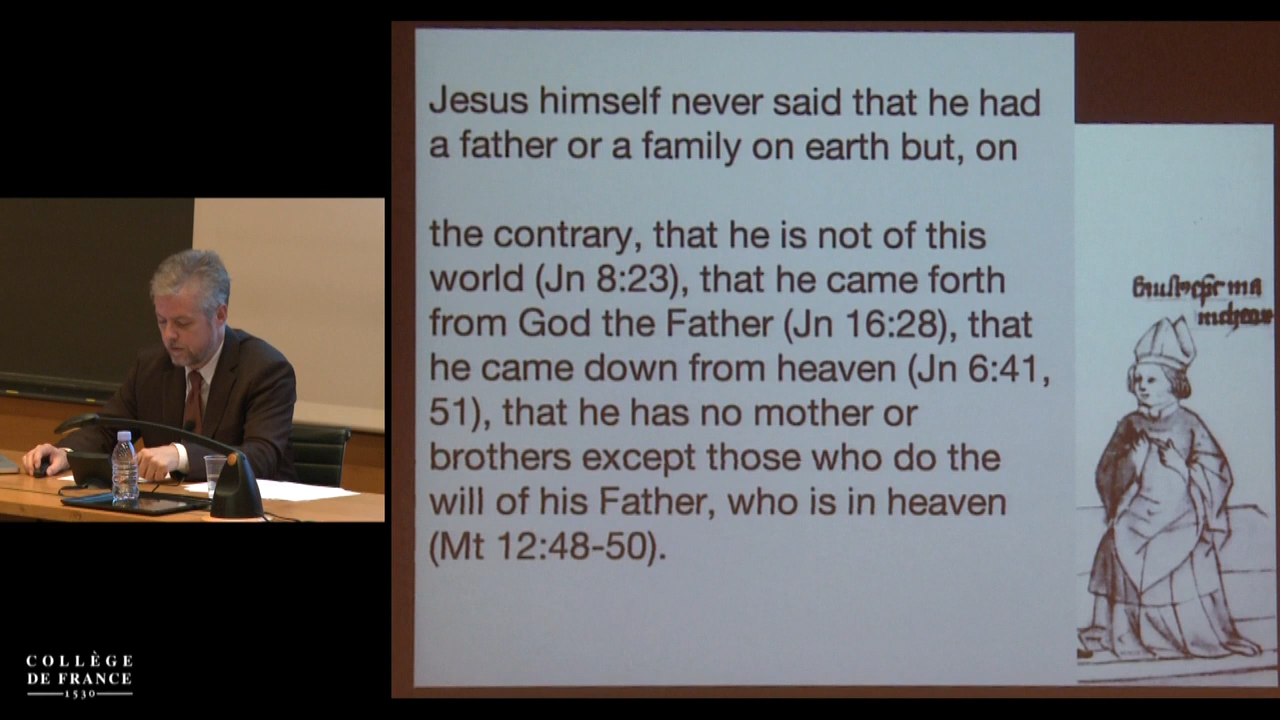 Jesus himself never said that he had
a father or a family on earth but, on
the contrary, that he is not of this
world (Jn 8:23), that he came forth
from God the Father (Jn 16:28), that
he came down from heaven (Jn 6:41,
51), that he has no mother or
brothers except those who do the
will of his Father, who is in heaven
(Mt 12:48-50).
COLLÈGE
DE FRANCE
1530